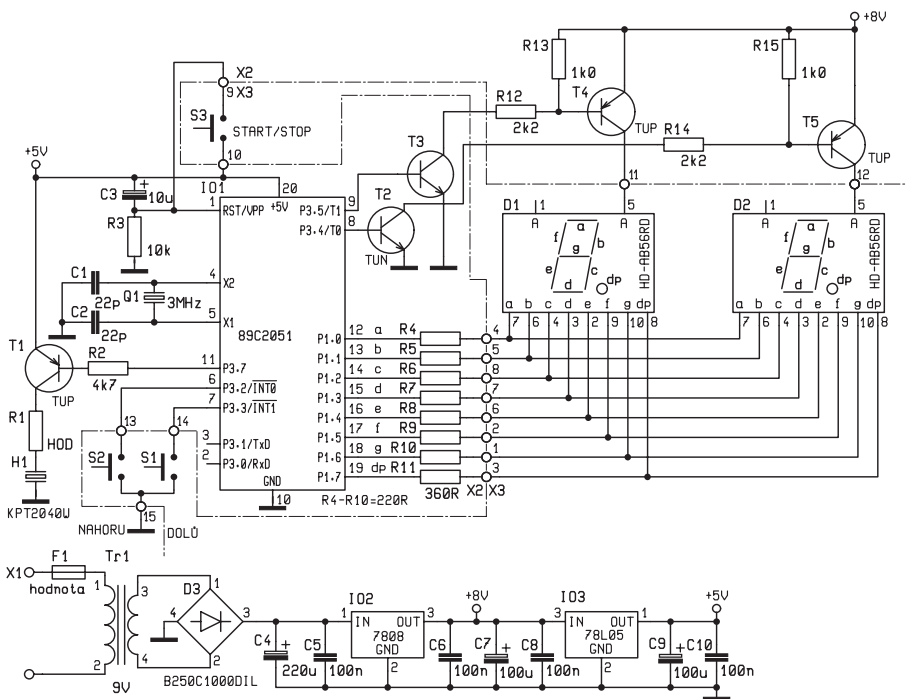 +8V
R13
1k0
R15
1k0
X2
9
X3
S3
START/STOP
10
R12
2k2
T4
TUP
R14
2k2
T5
TUP
T3
T2
TUN
11
12
+5V
C3
+
10u
R3
10k
IO1
20
+5V
1
RST/VPP
P3.5/T1
9
P3.4/T0
8
C1
22p
Q1
3MHz
C2
22p
4
X2
5
X1
89C2051
T1
TUP
R2
4k7
11
P3.7
6
P3.2/INT0
7
P3.3/INT1
3
P3.1/TxD
2
P3.0/RxD
GND
10
R1
HOD
H1
KPT2040W
13
14
S2
S1
15
NAHORU
DOLŮ
P1.0 12 a R4 4
P1.1 13 b R5 5
P1.2 14 c R6 8
P1.3 15 d R7 7
P1.4 16 e R8 6
P1.5 17 f R9 2
P1.6 18 g R10 1
P1.7 19 dp R11 3
360R
X2 X3
R4-R10=220R
D1
1
A
5
A
a
f
b
g
e
c
d
dp
HD-AB56RD
a b c d e f g dp
7 6 4 3 2 9 10 8
D2
1
A
5
A
a
f
b
g
e
c
d
dp
HD-AB56RD
a b c d e f g dp
7 6 4 3 2 9 10 8
X1
F1
hodnota
Tr1
1
2
3
4
9V
D3
1
2
3
4
B250C1000DIL
C4
+
220u
C5
100n
IO2
1
IN
OUT
3
7808
GND
2
+8V
C6
100n
C7
+
100u
C8
100n
IO3
3
IN
OUT
1
78L05
GND
2
+5V
C9
+
100u
C10
100n